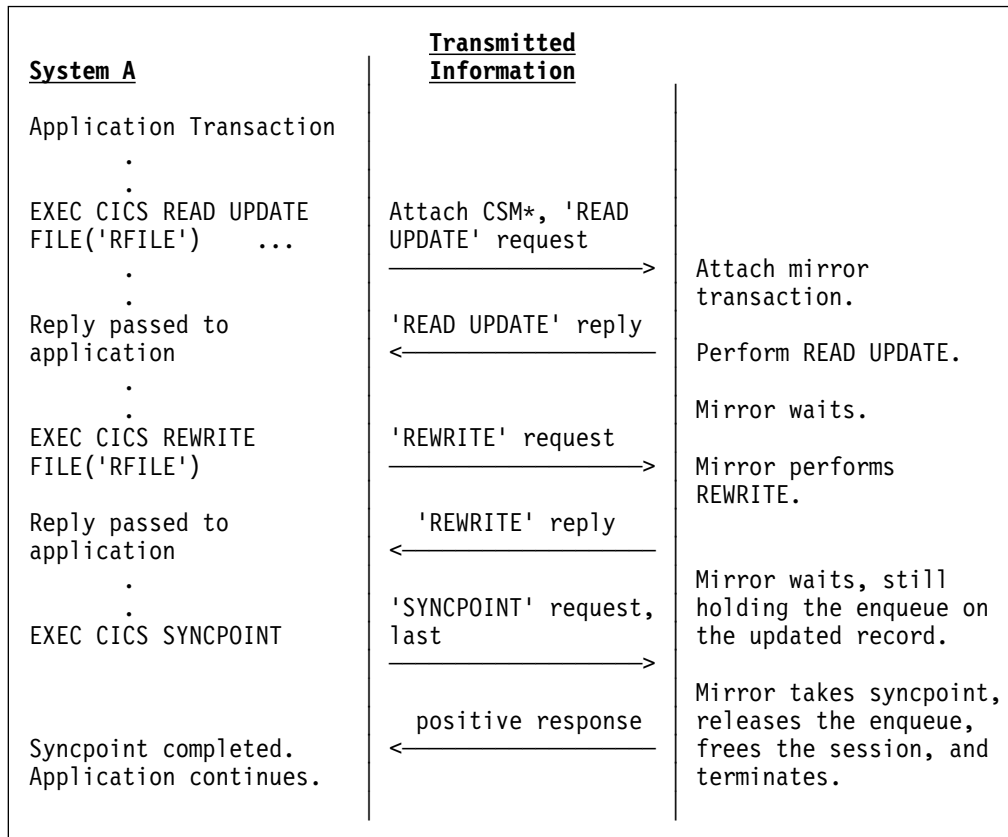 Transmitted
System A Information
Application Transaction
.
.
EXEC CICS READ UPDATE Attach CSM*, 'READ
FILE('RFILE') ... UPDATE' request
. Attach mirror
. transaction.
Reply passed to 'READ UPDATE' reply
application Perform READ UPDATE.
.
. Mirror waits.
EXEC CICS REWRITE 'REWRITE' request
FILE('RFILE') Mirror performs
REWRITE.
Reply passed to 'REWRITE' reply
application
. Mirror waits, still
. 'SYNCPOINT' request, holding the enqueue on
EXEC CICS SYNCPOINT last the updated record.
Mirror takes syncpoint,
positive response releases the enqueue,
Syncpoint completed. frees the session, and
Application continues. terminates.